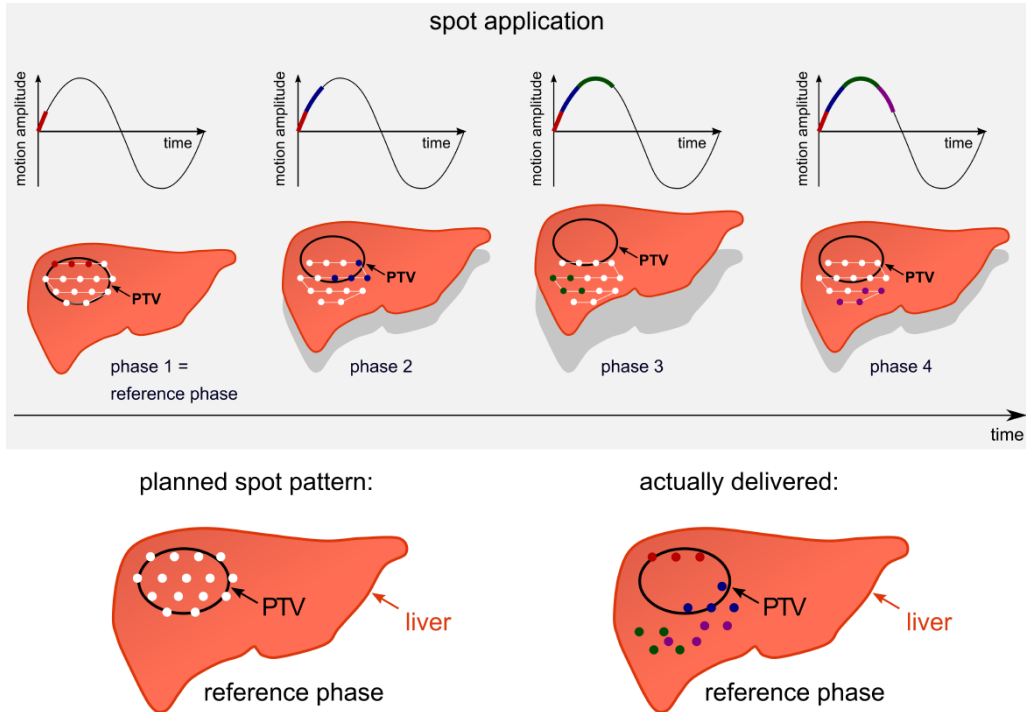 spot application
motion amplitude
time
motion amplitude
time
motion amplitude
time
motion amplitude
time
PTV
PTV
PTV
PTV
phase 1 =
reference phase
phase 2
phase 3
phase 4
time
planned spot pattern:
actually delivered:
PTV
liver
reference phase
PTV
liver
reference phase